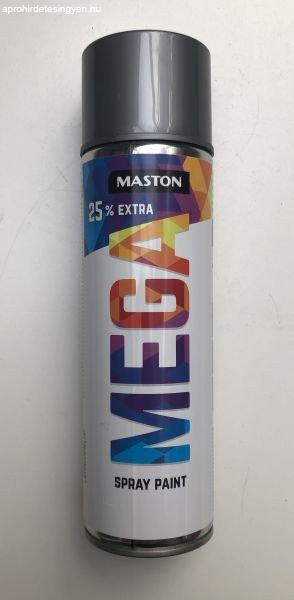 aprohirdetesingyen.hu
MASTON
25 % EXTRA
MEGA
SPRAY PAINT